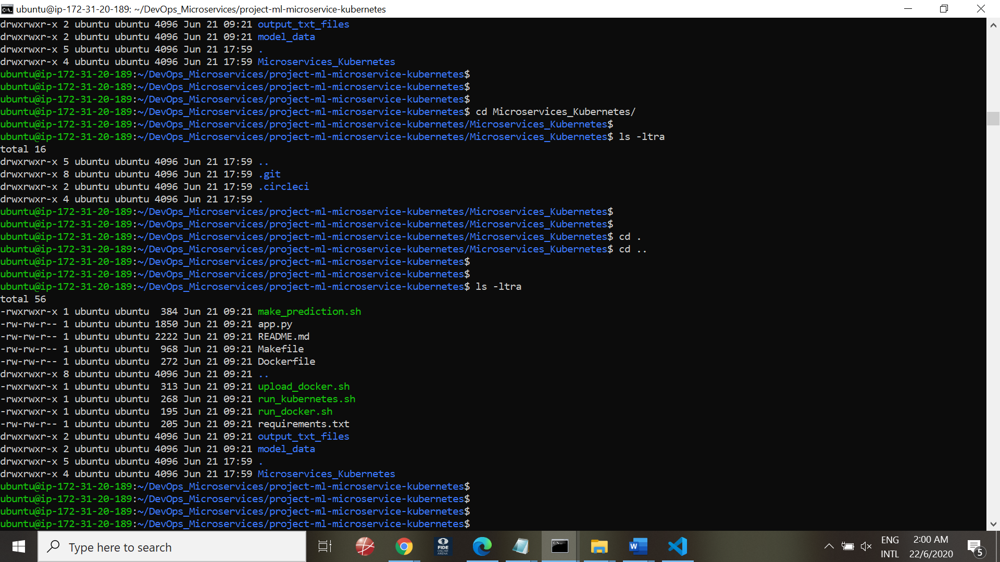 ubuntu@ip-172-31-20-189: ~/DevOps_Microservices/project-ml-microservice-kubernetes
drwxrwxr-x 2 ubuntu ubuntu 4096 Jun 21 09:21 output_txt_files
drwxrwxr-x 2 ubuntu ubuntu 4096 Jun 21 09:21 model_data
drwxrwxr-x 5 ubuntu ubuntu 4096 Jun 21 17:59 .
drwxrwxr-x 4 ubuntu ubuntu 4096 Jun 21 17:59 Microservices_Kubernetes
ubuntu@ip-172-31-20-189:~/DevOps_Microservices/project-ml-microservice-kubernetes$
ubuntu@ip-172-31-20-189:~/DevOps_Microservices/project-ml-microservice-kubernetes$
ubuntu@ip-172-31-20-189:~/DevOps_Microservices/project-ml-microservice-kubernetes$
ubuntu@ip-172-31-20-189:~/DevOps_Microservices/project-ml-microservice-kubernetes$ cd Microservices_Kubernetes/
ubuntu@ip-172-31-20-189:~/DevOps_Microservices/project-ml-microservice-kubernetes/Microservices_Kubernetes$
ubuntu@ip-172-31-20-189:~/DevOps_Microservices/project-ml-microservice-kubernetes/Microservices_Kubernetes$ ls -ltra
total 16
drwxrwxr-x 5 ubuntu ubuntu 4096 Jun 21 17:59 ..
drwxrwxr-x 8 ubuntu ubuntu 4096 Jun 21 17:59 .git
drwxrwxr-x 2 ubuntu ubuntu 4096 Jun 21 17:59 .circleci
drwxrwxr-x 4 ubuntu ubuntu 4096 Jun 21 17:59 .
ubuntu@ip-172-31-20-189:~/DevOps_Microservices/project-ml-microservice-kubernetes/Microservices_Kubernetes$
ubuntu@ip-172-31-20-189:~/DevOps_Microservices/project-ml-microservice-kubernetes/Microservices_Kubernetes$
ubuntu@ip-172-31-20-189:~/DevOps_Microservices/project-ml-microservice-kubernetes/Microservices_Kubernetes$ cd .
ubuntu@ip-172-31-20-189:~/DevOps_Microservices/project-ml-microservice-kubernetes/Microservices_Kubernetes$ cd ..
ubuntu@ip-172-31-20-189:~/DevOps_Microservices/project-ml-microservice-kubernetes$
ubuntu@ip-172-31-20-189:~/DevOps_Microservices/project-ml-microservice-kubernetes$
ubuntu@ip-172-31-20-189:~/DevOps_Microservices/project-ml-microservice-kubernetes$ ls -ltra
total 56
-rwxrwxr-x 1 ubuntu ubuntu  384 Jun 21 09:21 make_prediction.sh
-rw-rw-r-- 1 ubuntu ubuntu 1850 Jun 21 09:21 app.py
-rw-rw-r-- 1 ubuntu ubuntu 2222 Jun 21 09:21 README.md
-rw-rw-r-- 1 ubuntu ubuntu  968 Jun 21 09:21 Makefile
-rw-rw-r-- 1 ubuntu ubuntu  272 Jun 21 09:21 Dockerfile
drwxrwxr-x 8 ubuntu ubuntu 4096 Jun 21 09:21 ..
-rwxrwxr-x 1 ubuntu ubuntu  313 Jun 21 09:21 upload_docker.sh
-rwxrwxr-x 1 ubuntu ubuntu  268 Jun 21 09:21 run_kubernetes.sh
-rwxrwxr-x 1 ubuntu ubuntu  195 Jun 21 09:21 run_docker.sh
-rw-rw-r-- 1 ubuntu ubuntu  205 Jun 21 09:21 requirements.txt
drwxrwxr-x 2 ubuntu ubuntu 4096 Jun 21 09:21 output_txt_files
drwxrwxr-x 2 ubuntu ubuntu 4096 Jun 21 09:21 model_data
drwxrwxr-x 5 ubuntu ubuntu 4096 Jun 21 17:59 .
drwxrwxr-x 4 ubuntu ubuntu 4096 Jun 21 17:59 Microservices_Kubernetes
ubuntu@ip-172-31-20-189:~/DevOps_Microservices/project-ml-microservice-kubernetes$
ubuntu@ip-172-31-20-189:~/DevOps_Microservices/project-ml-microservice-kubernetes$
ubuntu@ip-172-31-20-189:~/DevOps_Microservices/project-ml-microservice-kubernetes$
ubuntu@ip-172-31-20-189:~/DevOps_Microservices/project-ml-microservice-kubernetes$
Type here to search
FIDE
ONLINE
ARENA
W
ENG
INTL
2:00 AM
22/6/2020
5